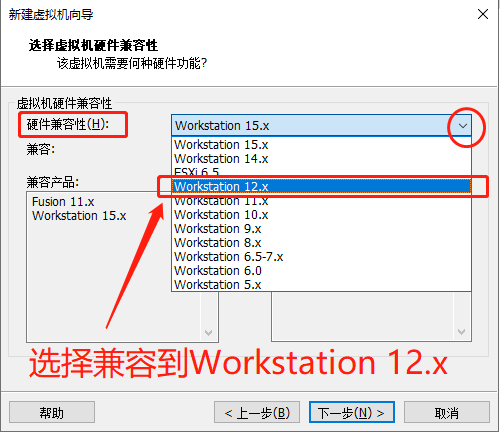 新建虚拟机向导
选择虚拟机硬件兼容性
该虚拟机需要何种硬件功能?
虚拟机硬件兼容性
硬件兼容性(H):
Workstation 15.x
兼容:
Workstation 15.x
Workstation 14.x
ESXi 6.5
Workstation 12.x
Workstation 11.x
Workstation 10.x
Workstation 9.x
Workstation 8.x
Workstation 6.5-7.x
Workstation 6.0
Workstation 5.x
兼容产品:
Fusion 11.x
Workstation 15.x
选择兼容到Workstation 12.x
帮助
< 上一步(B)
下一步(N) >
取消